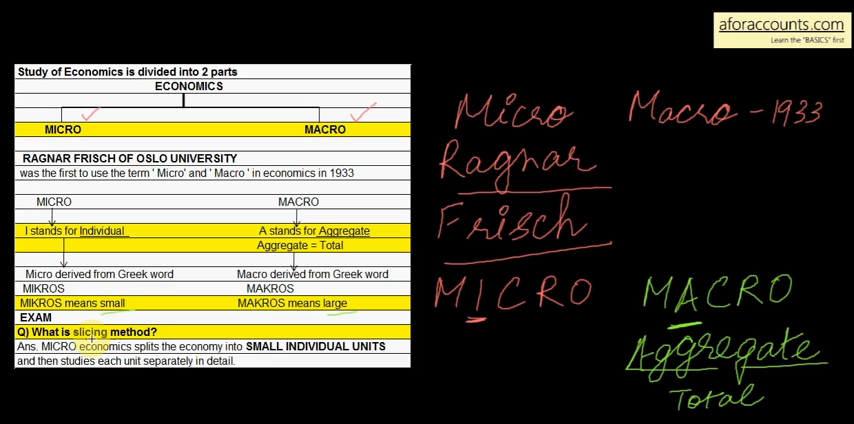 aforaccounts.com
Learn the "BASICS" first
Study of Economics is divided into 2 parts
ECONOMICS
MICRO MACRO
RAGNAR FRISCH OF OSLO UNIVERSITY
was the first to use the term ' Micro' and ' Macro ' in economics in 1933
MICRO MACRO
I stands for Individual A stands for Aggregate
Aggregate = Total
Micro derived from Greek word Macro derived from Greek word
MIKROS MAKROS
MIKROS means small MAKROS means large
EXAM
Q) What is slicing method?
Ans. MICRO economics splits the economy into SMALL INDIVIDUAL UNITS
and then studies each unit separately in detail.
Micro Macro - 1933
Ragnar
Frisch
MICRO MACRO
Aggregate
Total